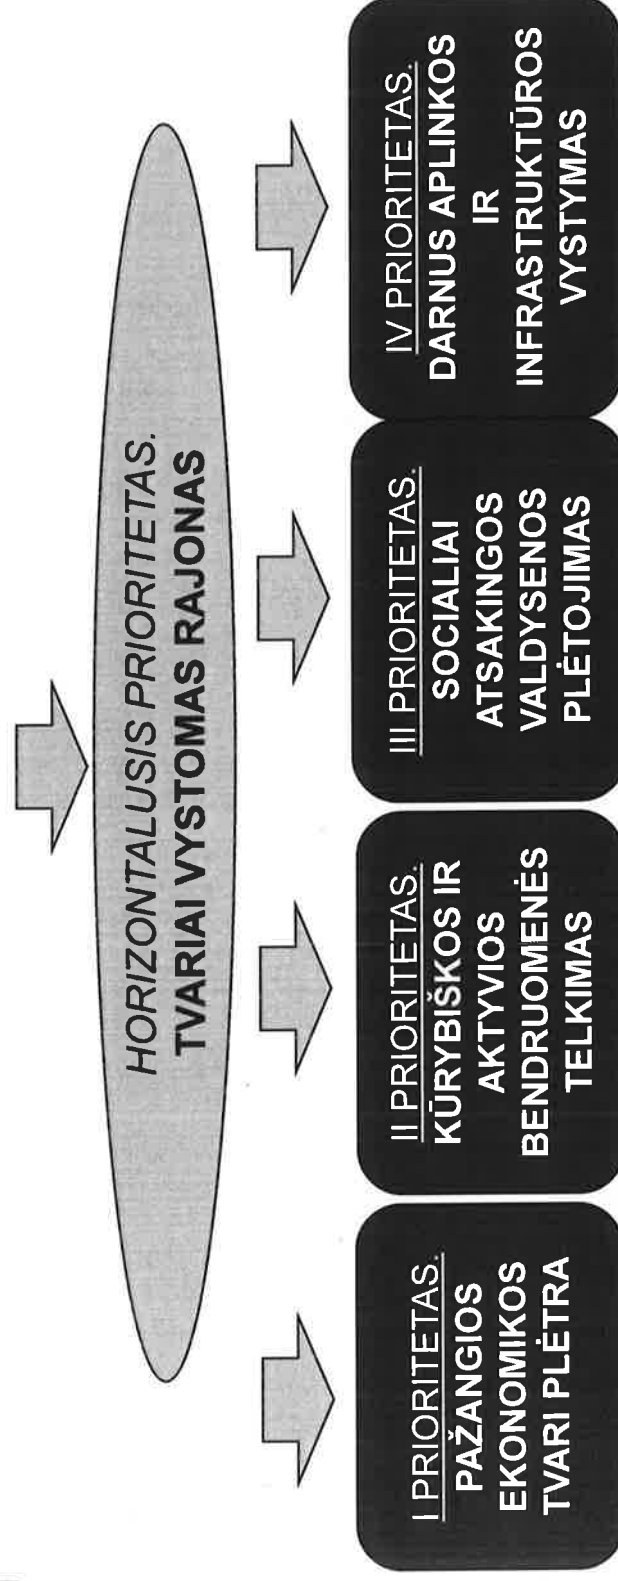 HORIZONTALUSIS PRIORITETAS.
TVARIAI VYSTOMAS RAJONAS
I PRIORITETAS.
PAŽANGIOS
EKONOMIKOS
TVARI PLĖTRA
II PRIORITETAS.
KŪRYBIŠKOS IR
AKTYVIOS
BENDRUOMENĖS
TELKIMAS
III PRIORITETAS.
SOCIALIAI
ATSAKINGOS
VALDYSENOS
PLĖTOJIMAS
IV PRIORITETAS.
DARNUS APLINKOS
IR
INFRASTRUKTŪROS
VYSTYMAS